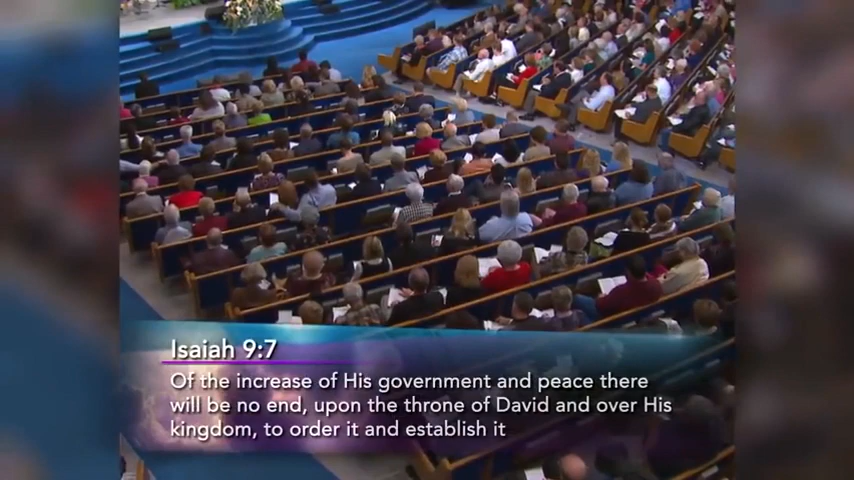 Isaiah 9:7
Of the increase of His government and peace there
will be no end, upon the throne of David and over His
kingdom, to order it and establish it